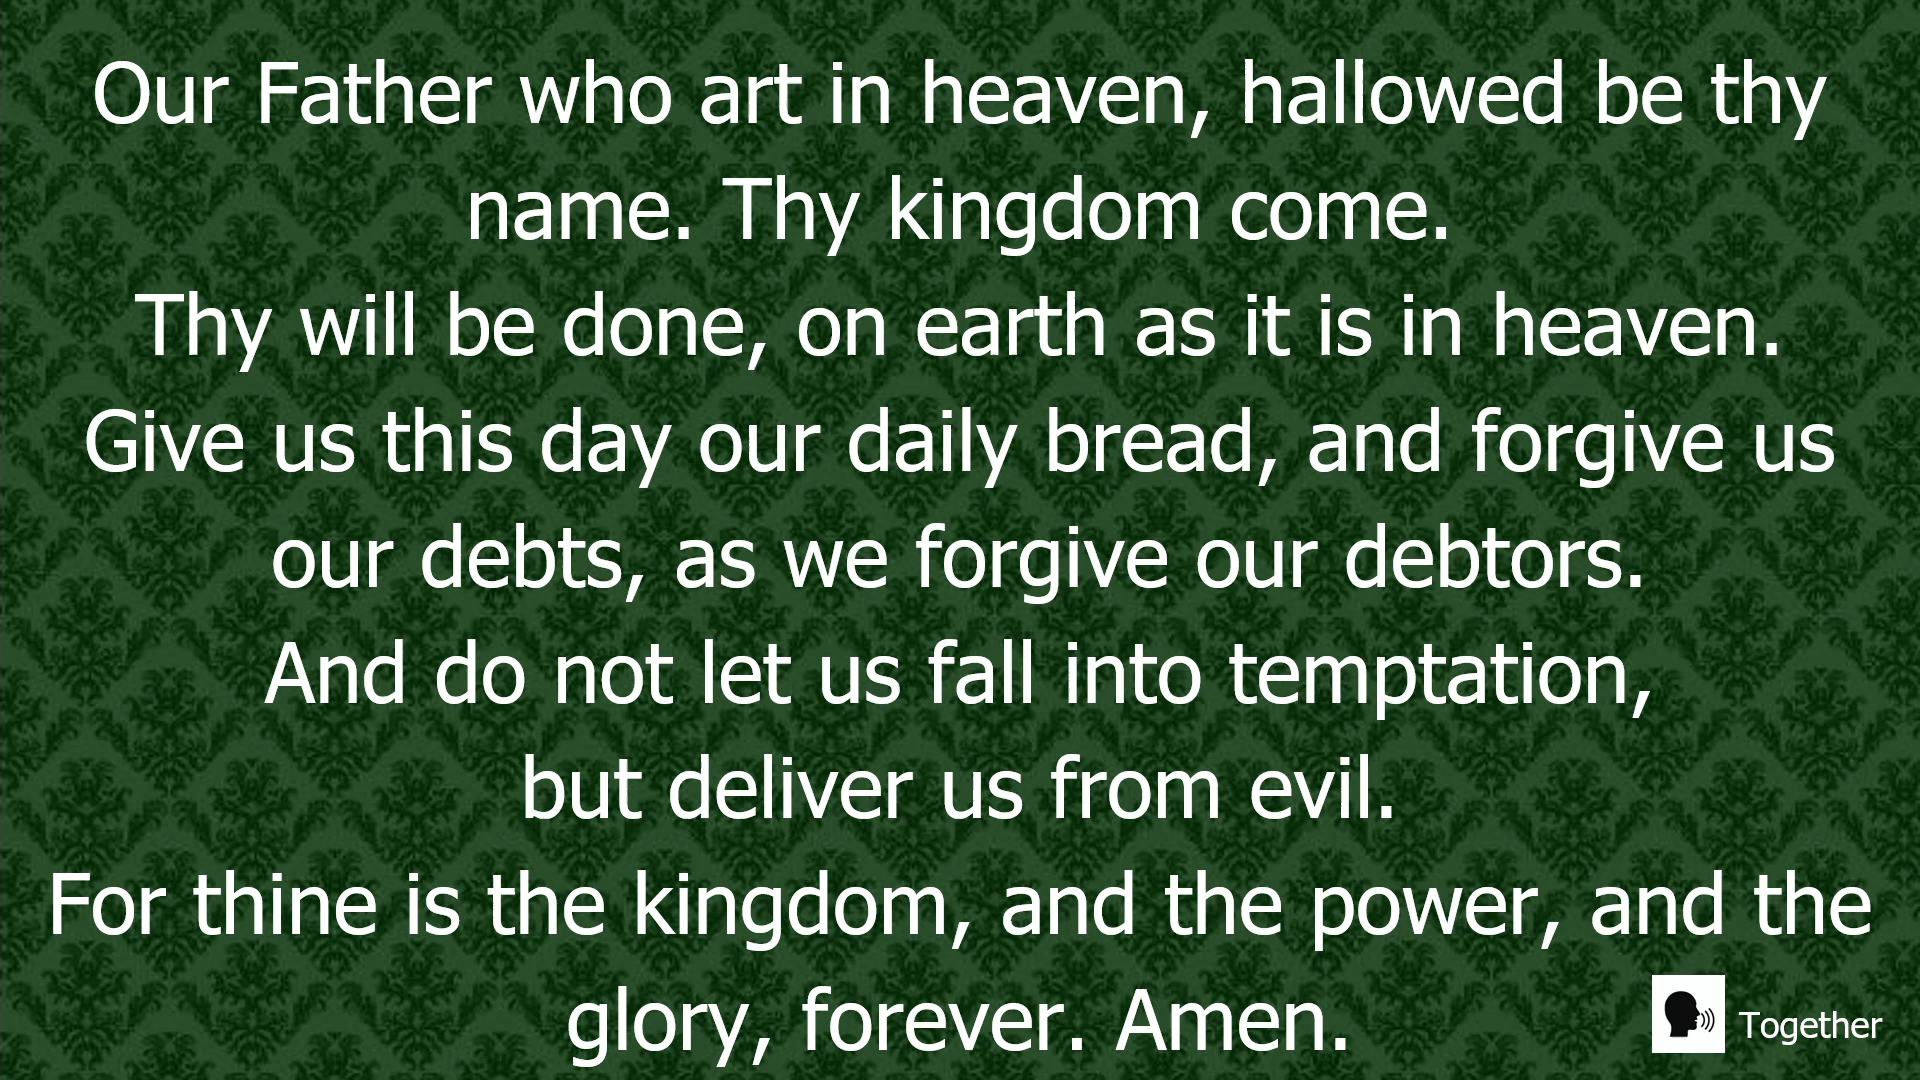 Our Father who art in heaven, hallowed be thy
name. Thy kingdom come.
Thy will be done, on earth as it is in heaven.
Give us this day our daily bread, and forgive us
our debts, as we forgive our debtors.
And do not let us fall into temptation,
but deliver us from evil.
For thine is the kingdom, and the power, and the
glory, forever. Amen.
Together